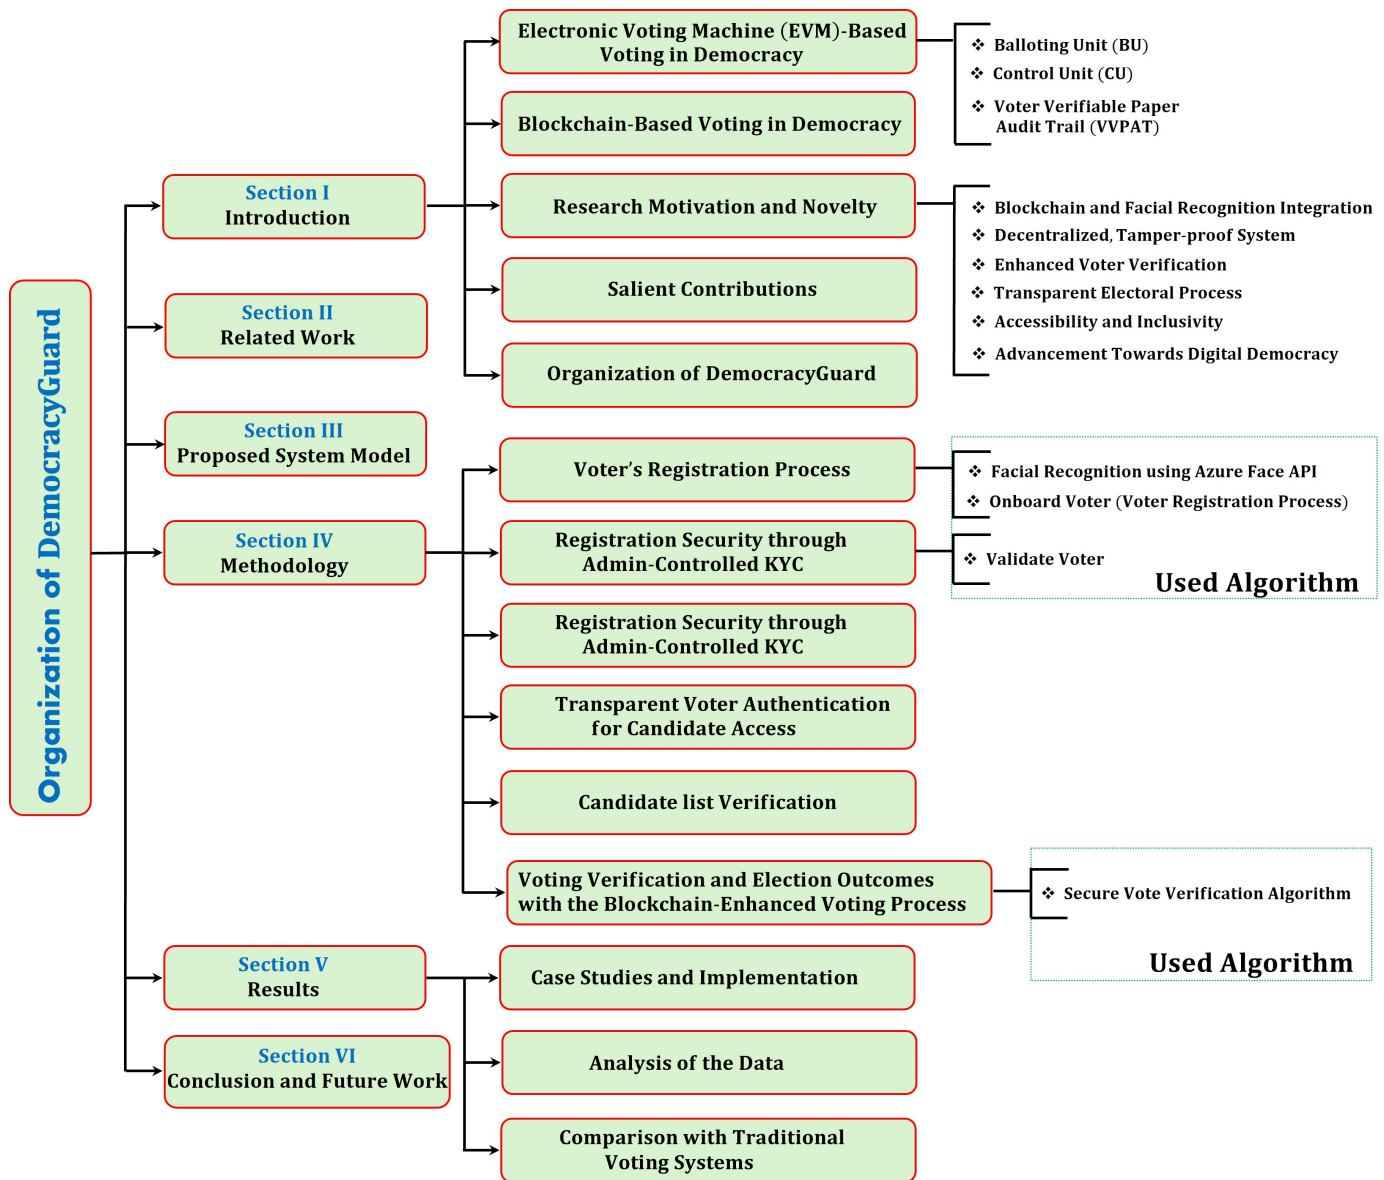 Organization of DemocracyGuard
Section I
Introduction
Electronic Voting Machine (EVM)-Based
Voting in Democracy
❖ Balloting Unit (BU)
❖ Control Unit (CU)
❖ Voter Verifiable Paper
Audit Trail (VVPAT)
Blockchain-Based Voting in Democracy
Research Motivation and Novelty
❖ Blockchain and Facial Recognition Integration
❖ Decentralized, Tamper-proof System
❖ Enhanced Voter Verification
❖ Transparent Electoral Process
❖ Accessibility and Inclusivity
❖ Advancement Towards Digital Democracy
Salient Contributions
Organization of DemocracyGuard
Section II
Related Work
Section III
Proposed System Model
Section IV
Methodology
Voter’s Registration Process
❖ Facial Recognition using Azure Face API
❖ Onboard Voter (Voter Registration Process)
Registration Security through
Admin-Controlled KYC
❖ Validate Voter
Used Algorithm
Registration Security through
Admin-Controlled KYC
Transparent Voter Authentication
for Candidate Access
Candidate list Verification
Voting Verification and Election Outcomes
with the Blockchain-Enhanced Voting Process
❖ Secure Vote Verification Algorithm
Used Algorithm
Section V
Results
Case Studies and Implementation
Analysis of the Data
Comparison with Traditional
Voting Systems
Section VI
Conclusion and Future Work